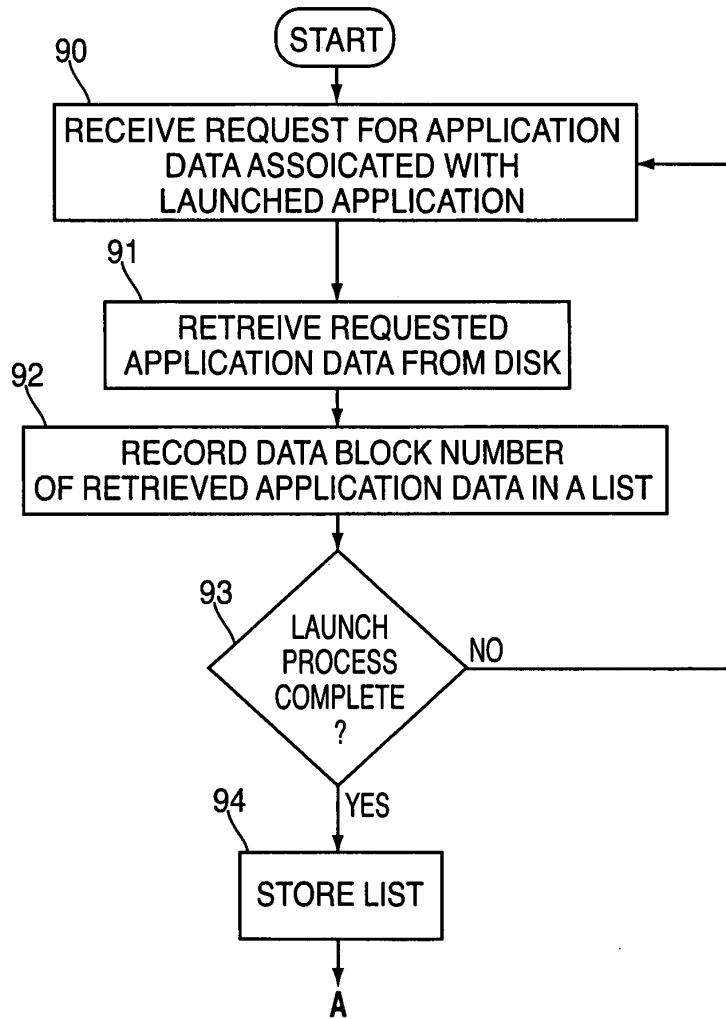 START
90
RECEIVE REQUEST FOR APPLICATION
DATA ASSOICATED WITH
LAUNCHED APPLICATION
91
RETREIVE REQUESTED
APPLICATION DATA FROM DISK
92
RECORD DATA BLOCK NUMBER
OF RETRIEVED APPLICATION DATA IN A LIST
93
LAUNCH
PROCESS
COMPLETE
?
NO
YES
94
STORE LIST
A